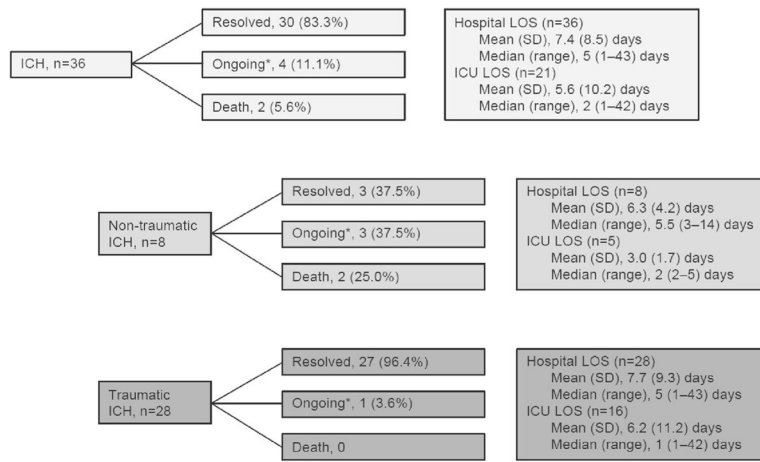 ICH, n=36
Resolved, 30 (83.3%)
Ongoing*, 4 (11.1%)
Death, 2 (5.6%)
Hospital LOS (n=36)
Mean (SD), 7.4 (8.5) days
Median (range), 5 (1–43) days
ICU LOS (n=21)
Mean (SD), 5.6 (10.2) days
Median (range), 2 (1–42) days
Non-traumatic
ICH, n=8
Resolved, 3 (37.5%)
Ongoing*, 3 (37.5%)
Death, 2 (25.0%)
Hospital LOS (n=8)
Mean (SD), 6.3 (4.2) days
Median (range), 5.5 (3–14) days
ICU LOS (n=5)
Mean (SD), 3.0 (1.7) days
Median (range), 2 (2–5) days
Traumatic
ICH, n=28
Resolved, 27 (96.4%)
Ongoing*, 1 (3.6%)
Death, 0
Hospital LOS (n=28)
Mean (SD), 7.7 (9.3) days
Median (range), 5 (1–43) days
ICU LOS (n=16)
Mean (SD), 6.2 (11.2) days
Median (range), 1 (1–42) days